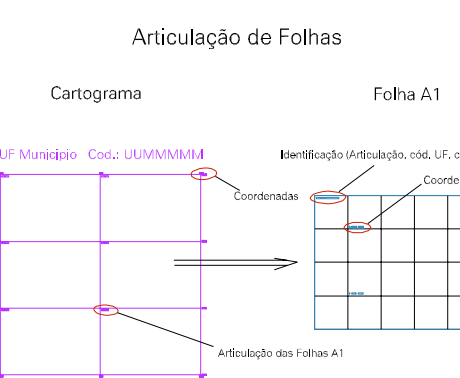 Articulação de Folhas
Cartograma
Folha A1
UF Município Cod.: UUMMMMM
Identificação (Articulação, cód. UF, c
Coordenadas
Coorde
Articulação das Folhas A1